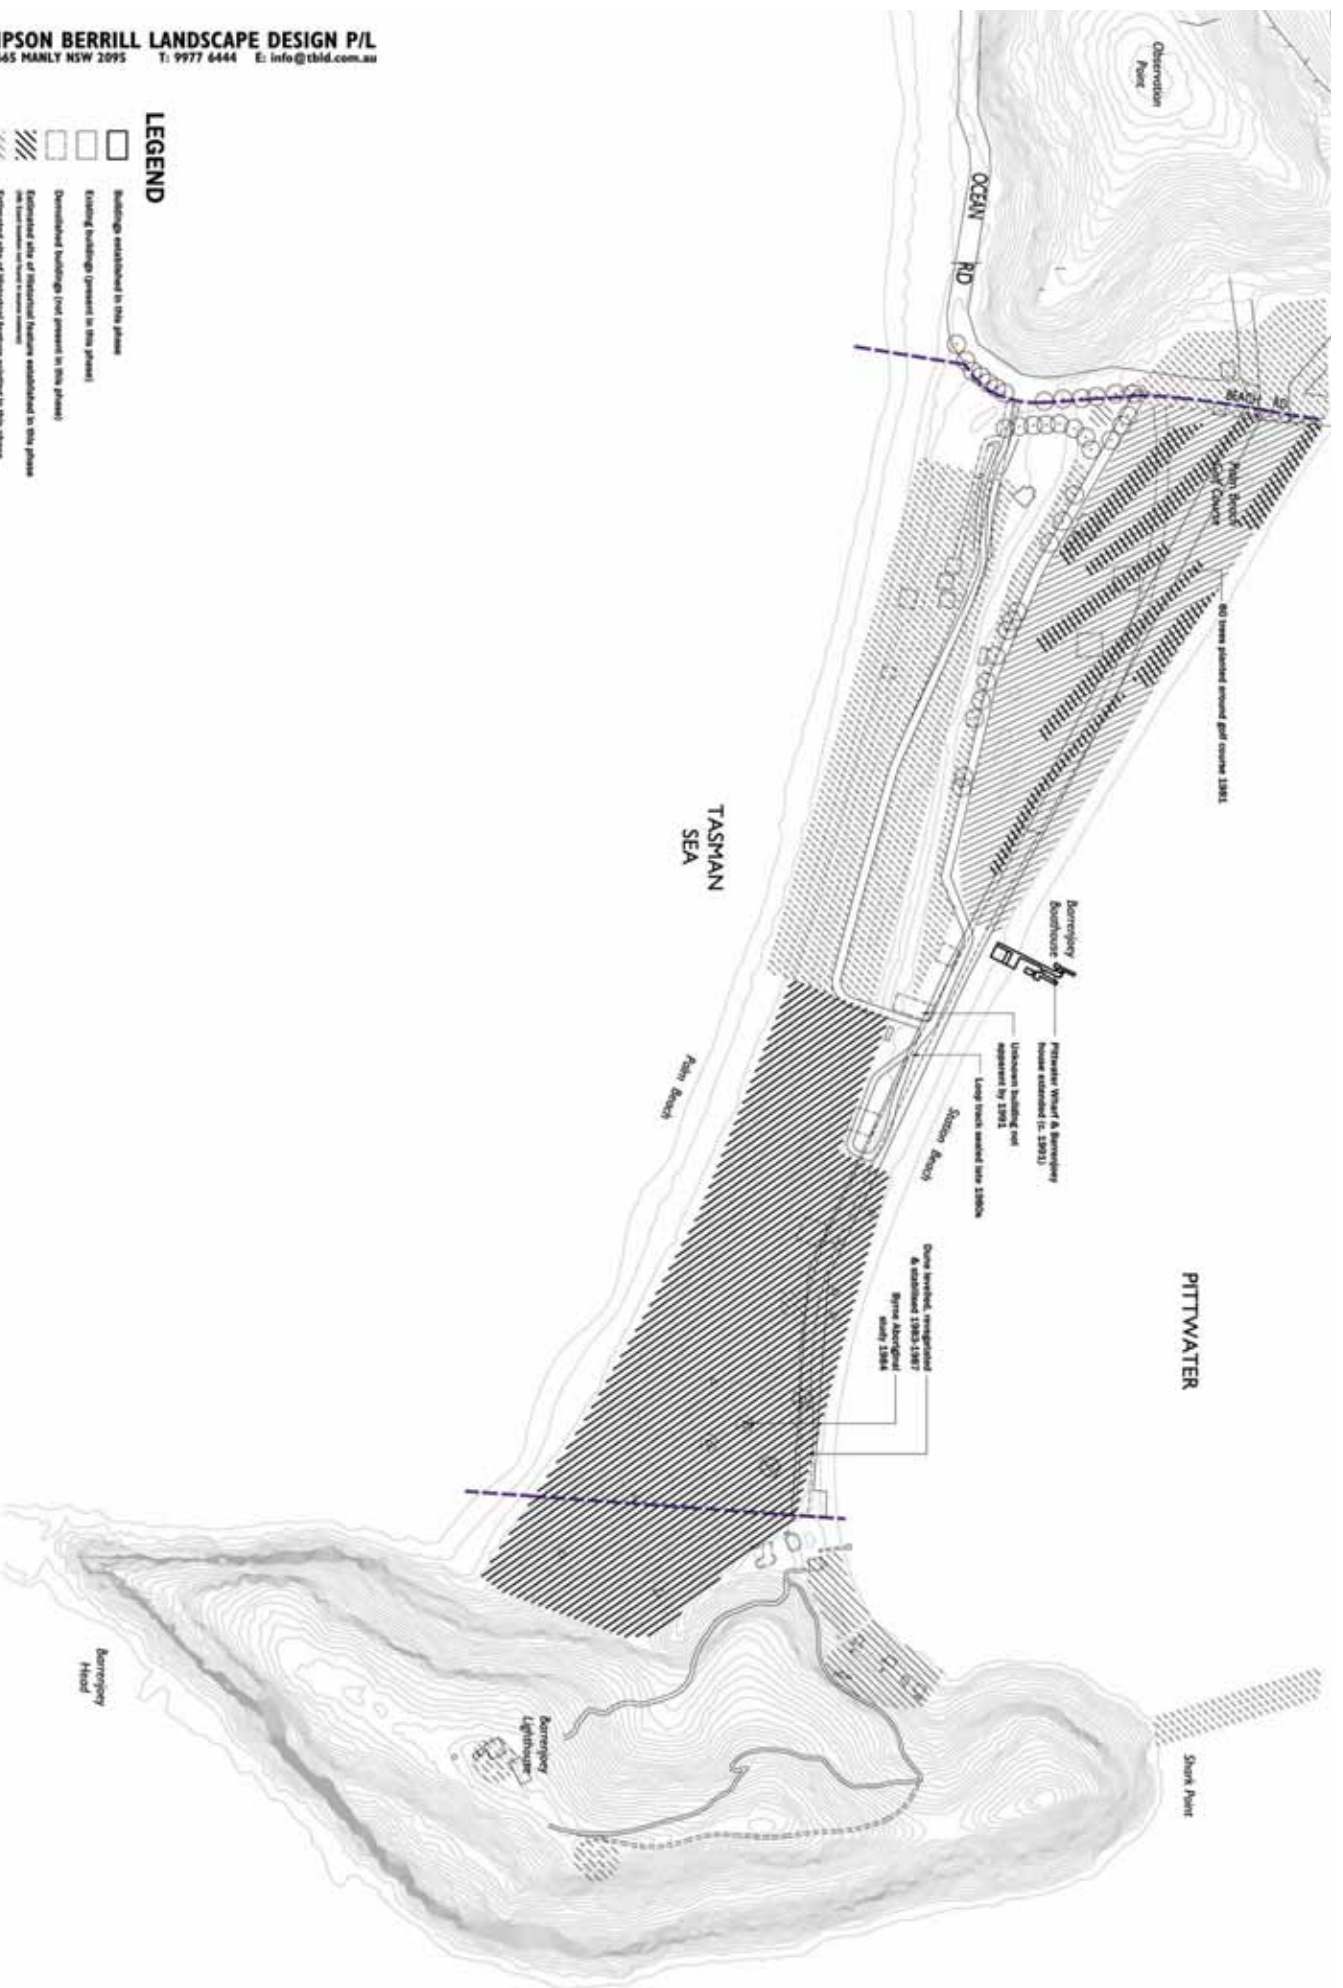 PSON BERRILL LANDSCAPE DESIGN P/L
665 MANLY NSW 2095 T: 9977 6444 E: info@tbld.com.au
LEGEND
Buildings established in this phase
Existing buildings (present in this phase)
Demolished buildings (not present in this phase)
Estimated site of Historical feature established in this phase
Observation
Point
OCEAN
RD
BEACH RD
Palm Beach
Golf Course
60 trees planted around golf course 1981
TASMAN
SEA
Barrenjoey
Boathouse
Pittwater Wharf & Barrenjoey
house extended (c. 1991)
Unknown building not
apparent by 1991
Loop track sealed late 1980s
Palm Beach
Station Beach
PITTWATER
Dune levelled, revegetated
& stabilised 1983-1987
Byrne Aboriginal
study 1984
Barrenjoey
Head
Barrenjoey
Lighthouse
Shark Point